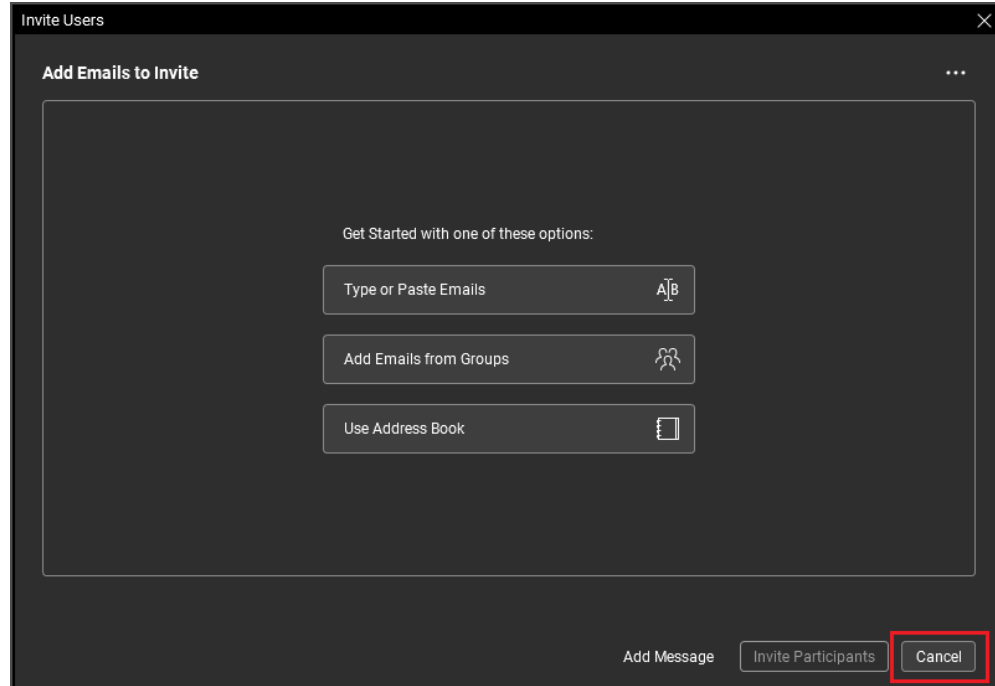 Invite Users
Add Emails to Invite
Get Started with one of these options:
Type or Paste Emails
Add Emails from Groups
Use Address Book
Add Message Invite Participants Cancel